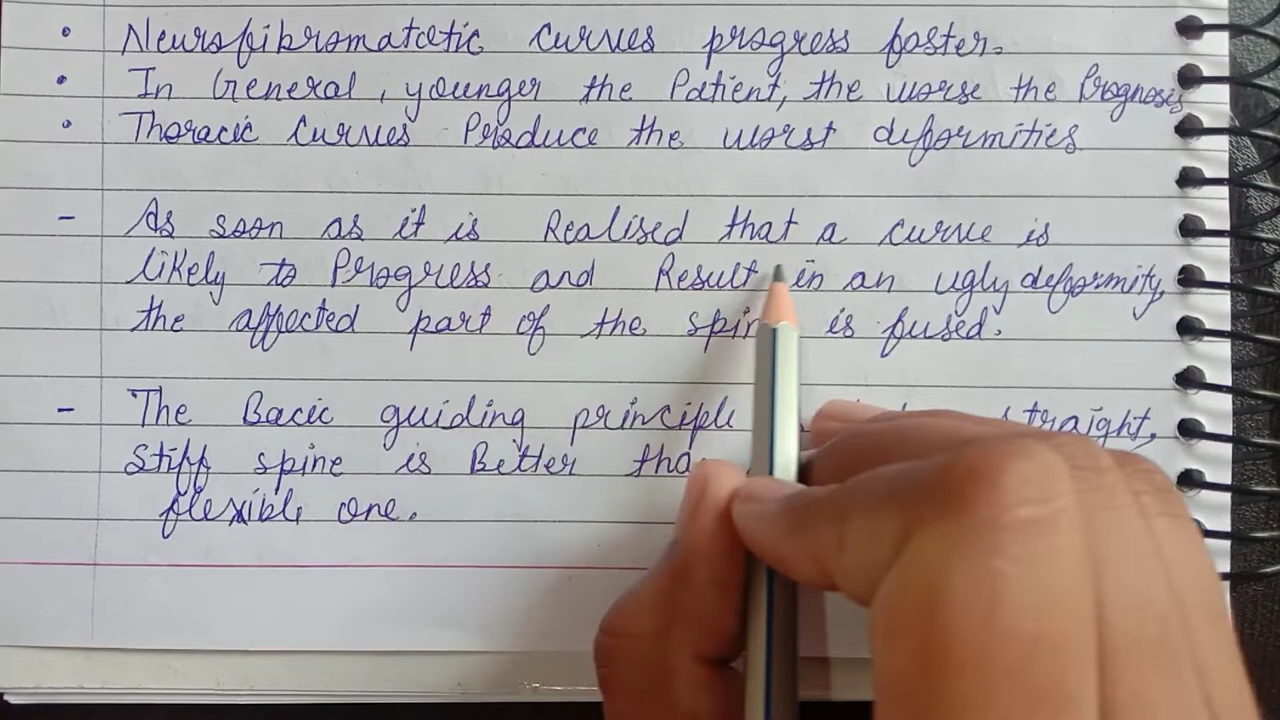 • Neurofibromatotic curves progress faster.
• In General, younger the Patient, the worse the Prognosis
• Thoracic Curves Produce the worst deformities
- As soon as it is Realised that a curve is
likely to Progress and Result in an ugly deformity,
the affected part of the is fused.
- The Bacic guiding principle straight,
Stiff spine is Better
flexible one.